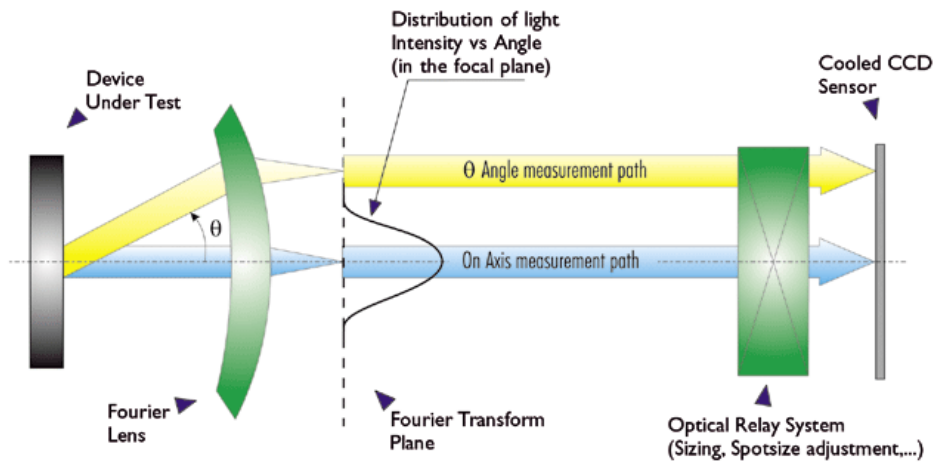 Distribution of light
Intensity vs Angle
(in the focal plane)
Device
Under Test
Cooled CCD
Sensor
θ Angle measurement path
θ
On Axis measurement path
Fourier
Lens
Fourier Transform
Plane
Optical Relay System
(Sizing, Spotsize adjustment,...)